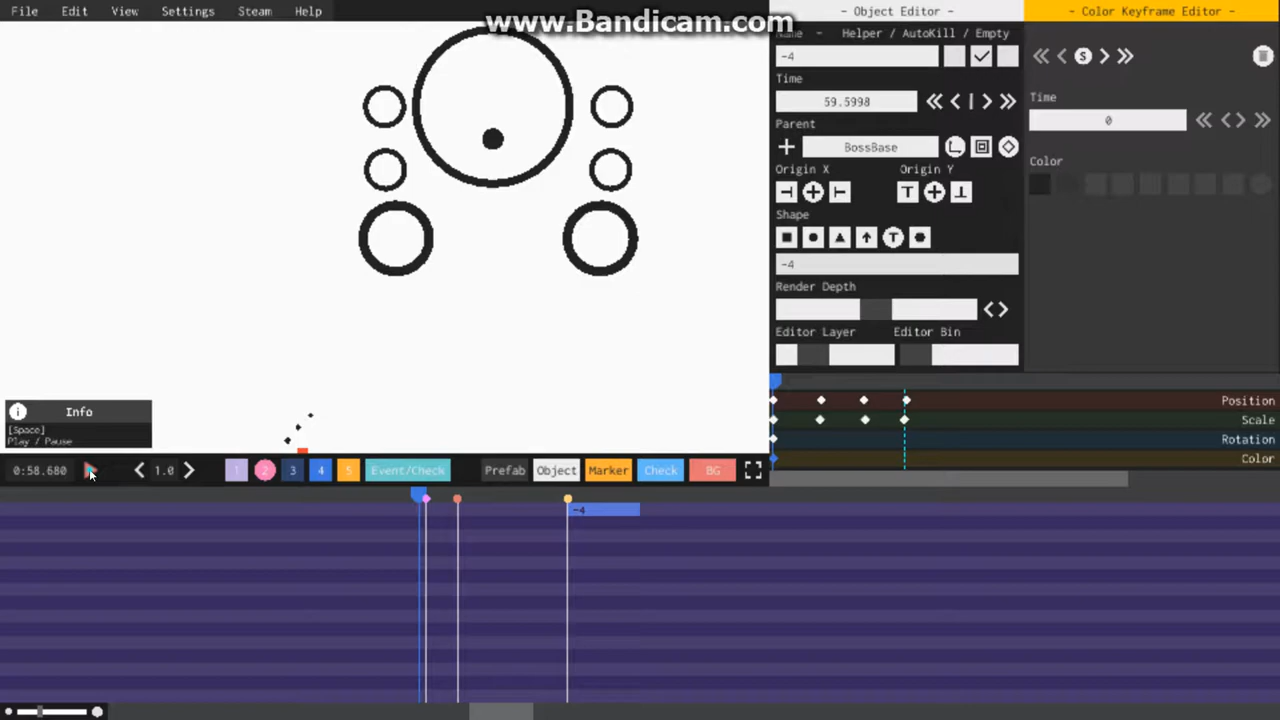 www.Bandicam.com
File Edit View Settings Steam Help
- Object Editor -
- Color Keyframe Editor -
Name - Helper / AutoKill / Empty
-4
S
Time
59.5998
Time
0
Parent
BossBase
Color
Origin X Origin Y
Shape
T
-4
Render Depth
Editor Layer Editor Bin
Position
Scale
Rotation
Color
i Info
[Space]
Play / Pause
0:58.680 1.0 1 2 3 4 5 Event/Check Prefab Object Marker Check BG
-4